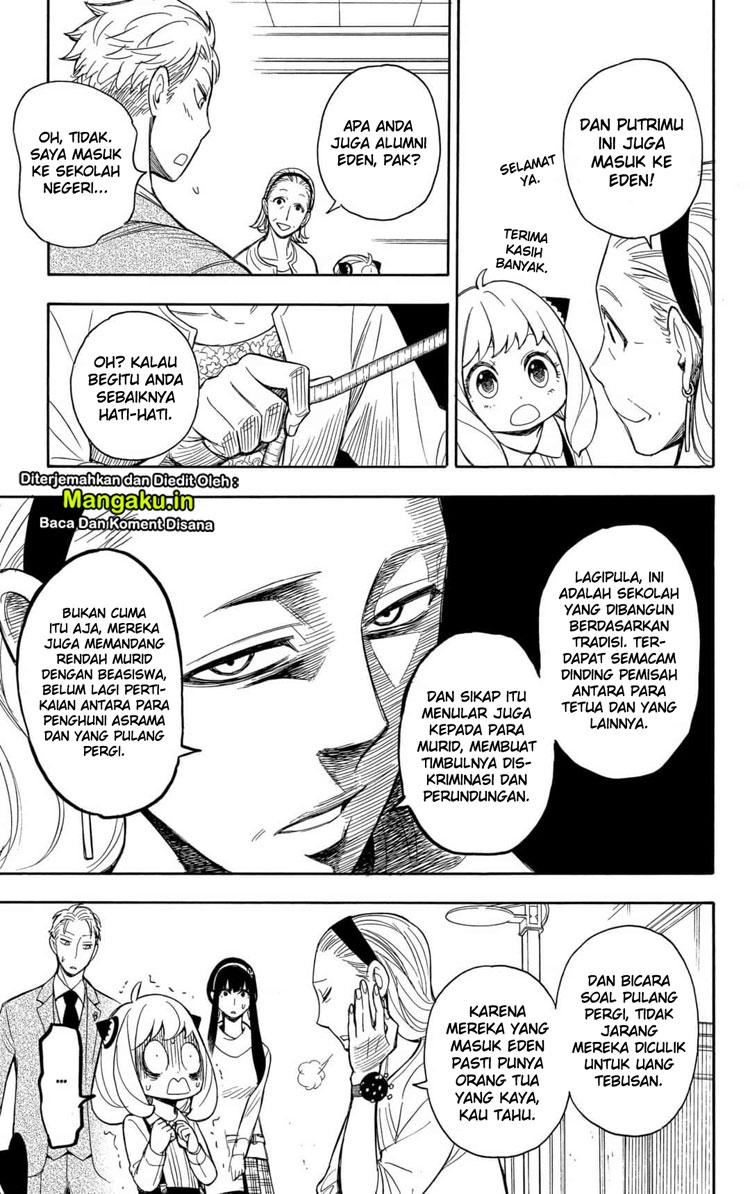 DAN PUTRIMU
INI JUGA
MASUK KE
EDEN!
SELAMAT
YA.
TERIMA
KASIH
BANYAK.
APA ANDA
JUGA ALUMNI
EDEN, PAK?
OH, TIDAK.
SAYA MASUK
KE SEKOLAH
NEGERI...
OH? KALAU
BEGITU ANDA
SEBAIKNYA
HATI-HATI.
Diterjemahkan dan Diedit Oleh :
Mangaku.in
Baca Dan Koment Disana
LAGIPULA, INI
ADALAH SEKOLAH
YANG DIBANGUN
BERDASARKAN
TRADISI. TER-
DAPAT SEMACAM
DINDING PEMISAH
ANTARA PARA
TETUA DAN YANG
LAINNYA.
DAN SIKAP ITU
MENULAR JUGA
KEPADA PARA
MURID, MEMBUAT
TIMBULNYA DIS-
KRIMINASI DAN
PERUNDUNGAN.
BUKAN CUMA
ITU AJA, MEREKA
JUGA MEMANDANG
RENDAH MURID
DENGAN BEASISWA,
BELUM LAGI PERTI-
KAIAN ANTARA PARA
PENGHUNI ASRAMA
DAN YANG PULANG
PERGI.
DAN BICARA
SOAL PULANG
PERGI, TIDAK
JARANG
MEREKA DICULIK
UNTUK UANG
TEBUSAN.
KARENA
MEREKA YANG
MASUK EDEN
PASTI PUNYA
ORANG TUA
YANG KAYA,
KAU TAHU.
...